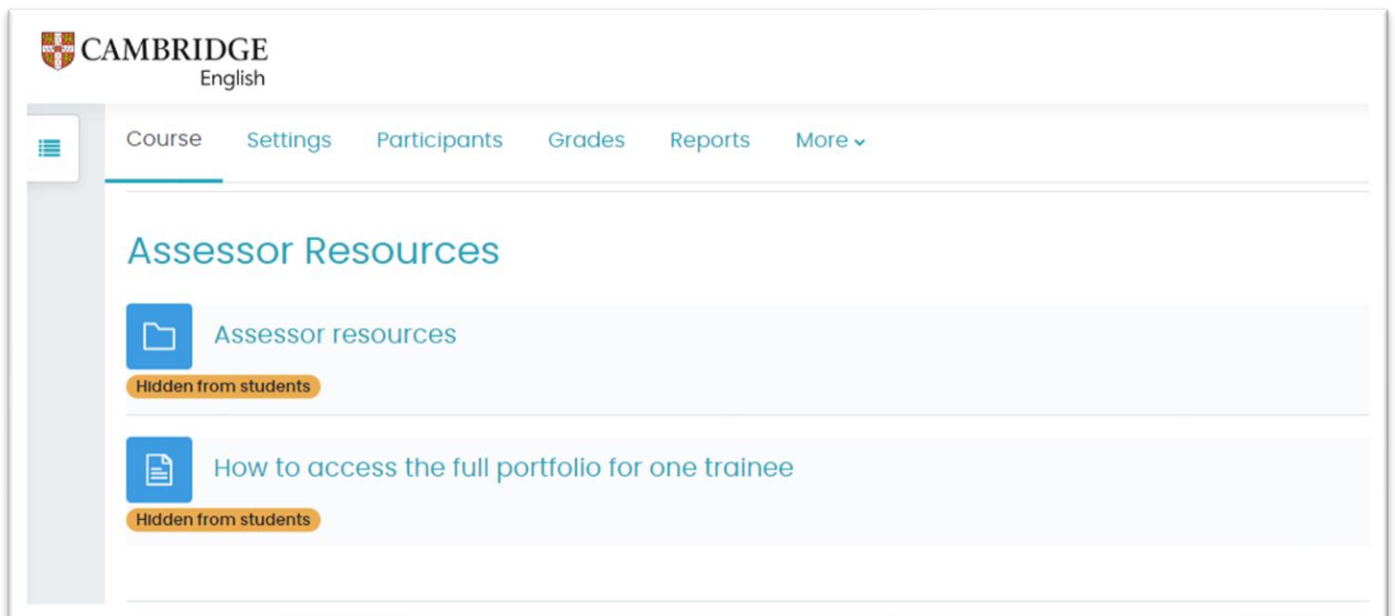 CAMBRIDGE
English
Course Settings Participants Grades Reports More
Assessor Resources
Assessor resources
Hidden from students
How to access the full portfolio for one trainee
Hidden from students